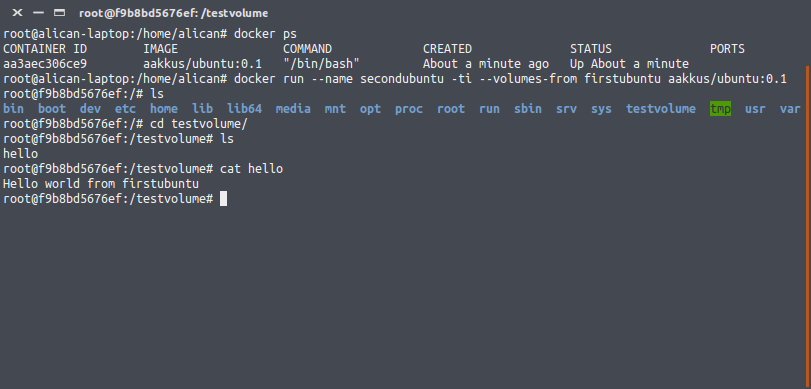 root@f9b8bd5676ef: /testvolume
root@alican-laptop:/home/alican# docker ps
CONTAINER ID IMAGE COMMAND CREATED STATUS PORTS
aa3aec306ce9 aakkus/ubuntu:0.1 "/bin/bash" About a minute ago Up About a minute
root@alican-laptop:/home/alican# docker run --name secondubuntu -ti --volumes-from firstubuntu aakkus/ubuntu:0.1
root@f9b8bd5676ef:/# ls
bin boot dev etc home lib lib64 media mnt opt proc root run sbin srv sys testvolume tmp usr var
root@f9b8bd5676ef:/# cd testvolume/
root@f9b8bd5676ef:/testvolume# ls
hello
root@f9b8bd5676ef:/testvolume# cat hello
Hello world from firstubuntu
root@f9b8bd5676ef:/testvolume#